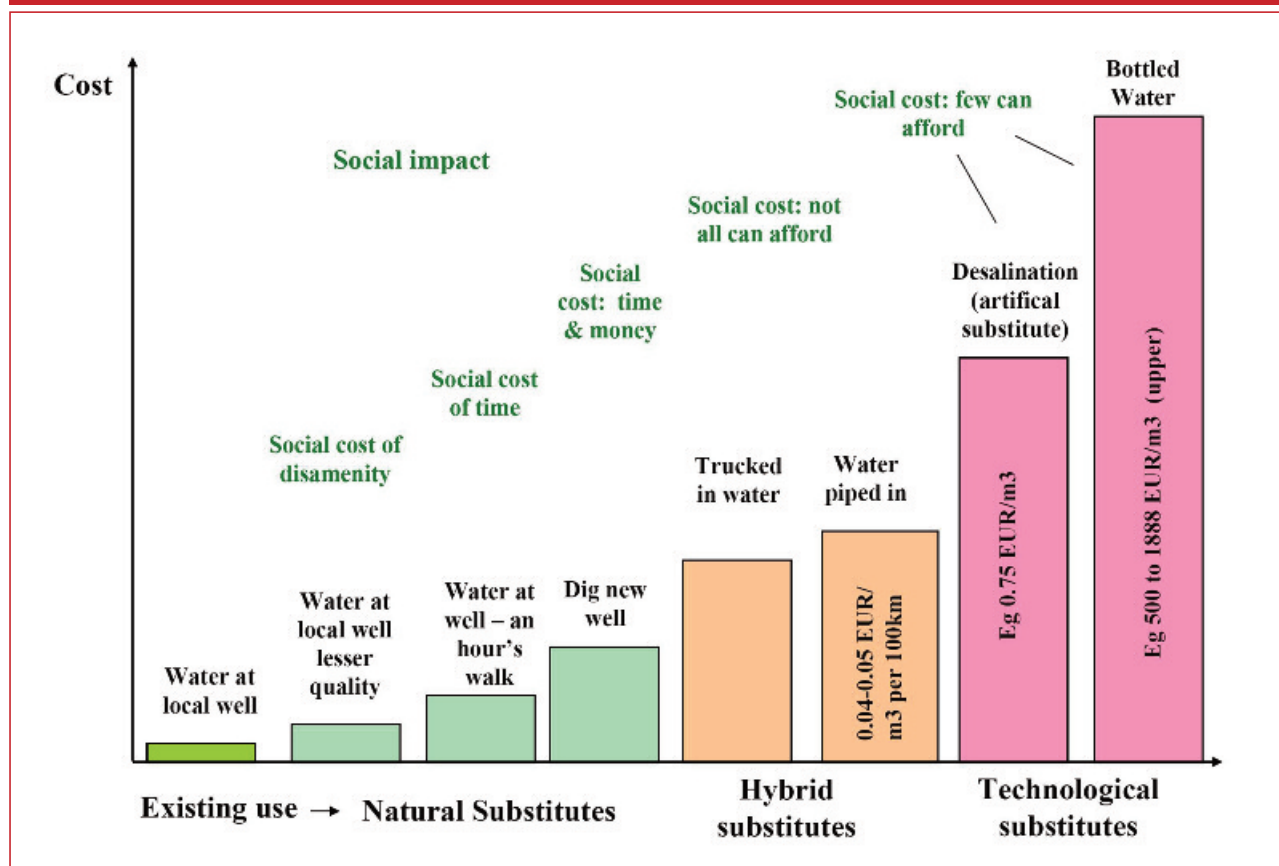 Cost
Social impact
Social cost: few can
afford
Bottled
Water
Social cost: not
all can afford
Social
cost: time
& money
Desalination
(artifical
substitute)
Social cost
of time
Social cost of
disamenity
Trucked
in water
Water
piped in
Water at
local well
Water at
local well
lesser
quality
Water at
well – an
hour's
walk
Dig new
well
0.04-0.05 EUR/
m3 per 100km
Eg 0.75 EUR/m3
Eg 500 to 1888 EUR/m3 (upper)
Existing use → Natural Substitutes
Hybrid
substitutes
Technological
substitutes